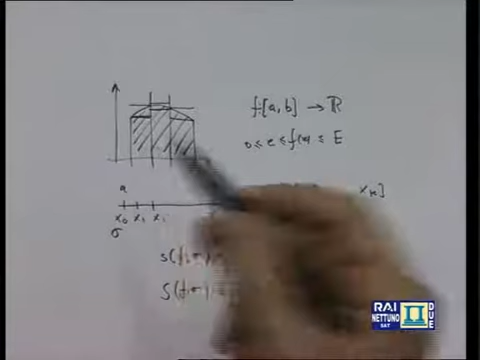 f:[a, b] → ℝ
0 ≤ e ≤ f(x) ≤ E
a
x₀ x₁ x₂
xₙ]
σ
s(f,σ)
S(f,σ) =
RAI
NETTUNO
SAT
DUE